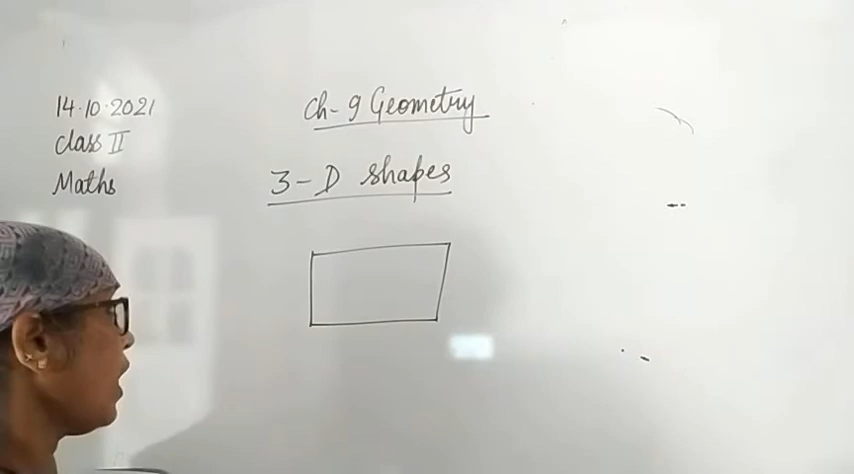 14.10.2021
Class II
Maths
Ch- 9 Geometry
3-D shapes